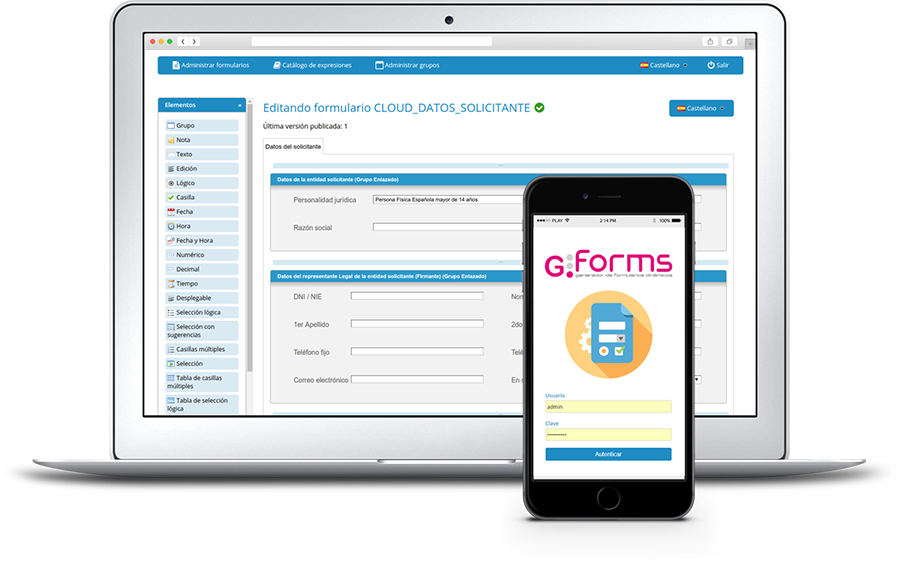 Administrar formularios
Catálogo de expresiones
Administrar grupos
Castellano
Salir
Elementos
«
Grupo
Nota
Texto
Edición
Lógico
Casilla
Fecha
Hora
Fecha y Hora
Numérico
Decimal
Tiempo
Desplegable
Selección lógica
Selección con
sugerencias
Casillas múltiples
Selección
Tabla de casillas
múltiples
Tabla de selección
lógica
Editando formulario CLOUD_DATOS_SOLICITANTE
Castellano
Última versión publicada: 1
Datos del solicitante
Datos de la entidad solicitante (Grupo Enlazado)
Personalidad jurídica
Persona Física Española mayor de 14 años
Razón social
Datos del representante Legal de la entidad solicitante (Firmante) (Grupo Enlazado)
DNI / NIE
1er Apellido
2do
Teléfono fijo
Correo electrónico
PLAY
2:14 PM
100%
G:Forms
generador de formularios dinámicos
Usuario
admin
Clave
Autenticar